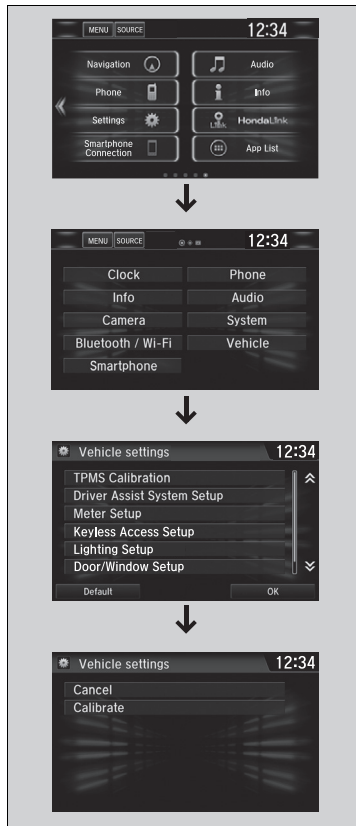 MENU SOURCE 12:34
Navigation Audio
Phone Info
Settings Link HondaLink
Smartphone
Connection App List
MENU SOURCE 12:34
Clock Phone
Info Audio
Camera System
Bluetooth / Wi-Fi Vehicle
Smartphone
Vehicle settings 12:34
TPMS Calibration
Driver Assist System Setup
Meter Setup
Keyless Access Setup
Lighting Setup
Door/Window Setup
Default OK
Vehicle settings 12:34
Cancel
Calibrate